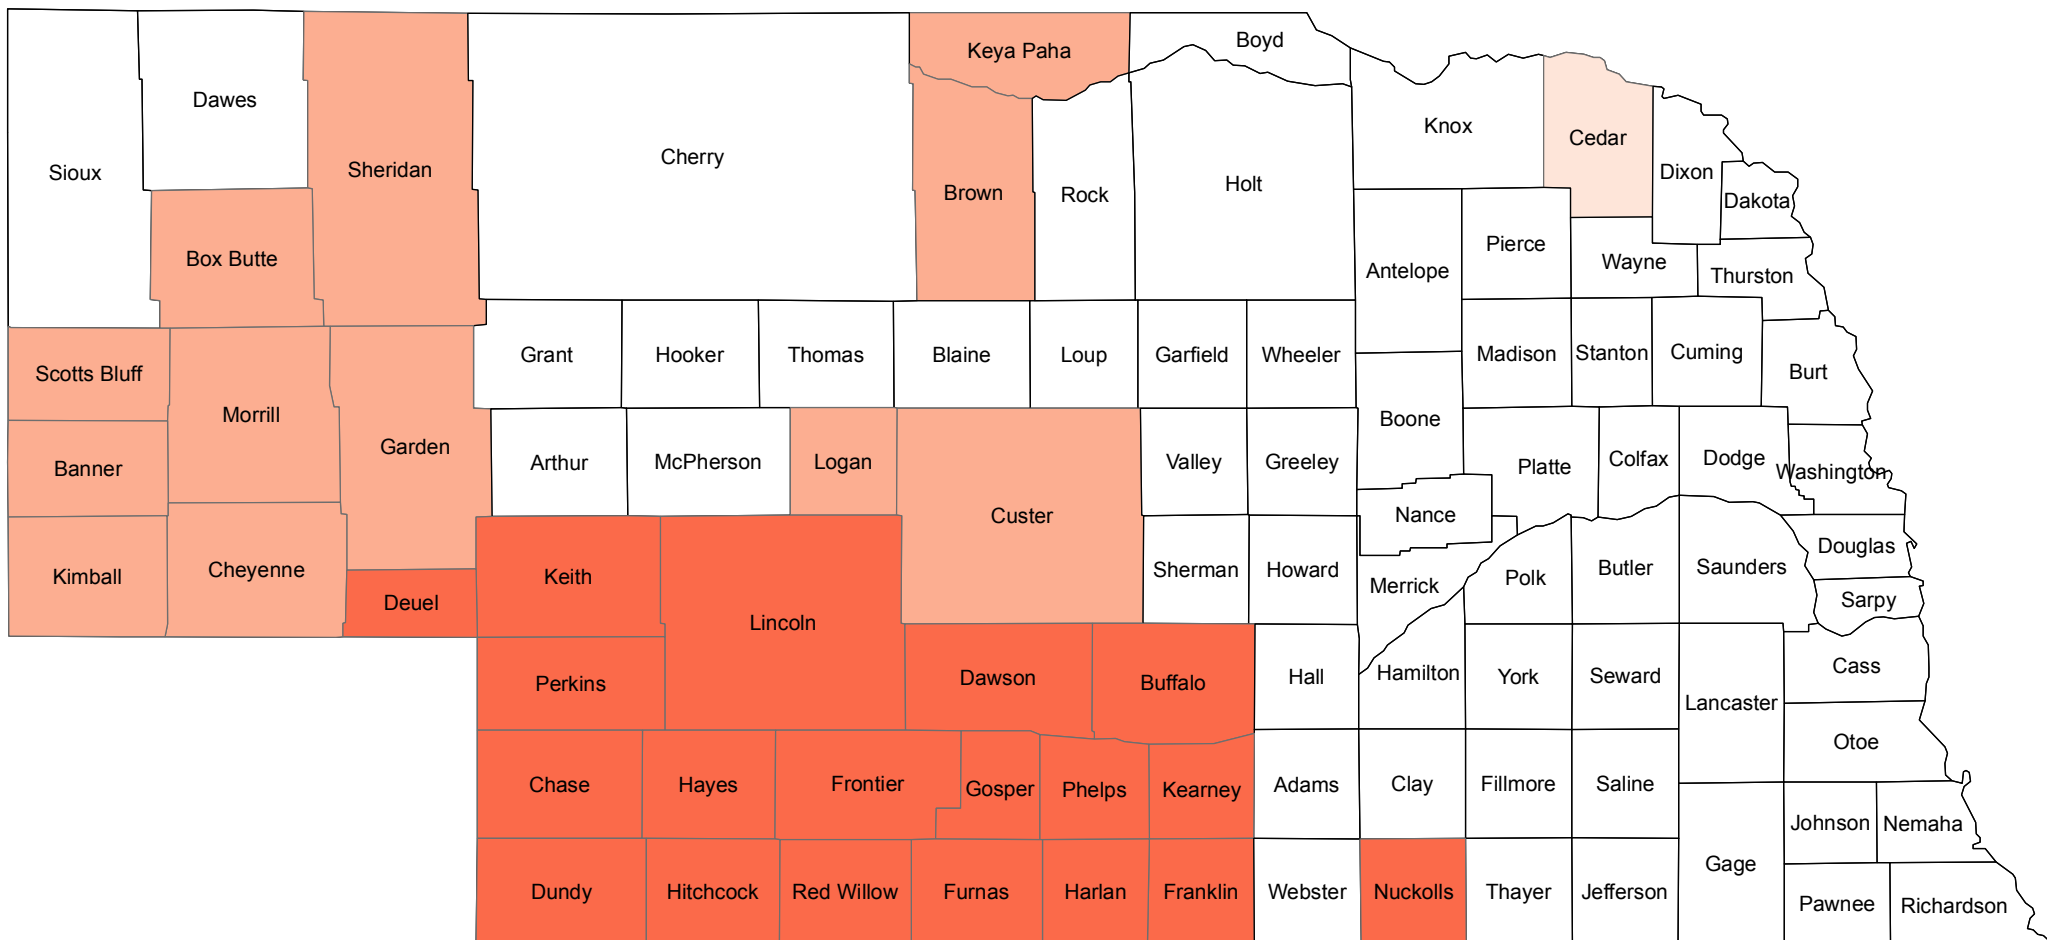 Boyd
Keya Paha
Dawes
Knox
Cedar
Cherry
Sheridan
Sioux
Dixon
Holt
Brown
Rock
Dakota
Pierce
Box Butte
Wayne
Antelope
Thurston
Grant
Hooker
Thomas
Blaine
Loup
Garfield
Wheeler
Madison
Stanton
Cuming
Scotts Bluff
Burt
Morrill
Boone
Garden
Banner
Arthur
McPherson
Logan
Valley
Greeley
Platte
Colfax
Dodge
Washington
Custer
Nance
Douglas
Kimball
Cheyenne
Keith
Sherman
Howard
Merrick
Polk
Butler
Saunders
Deuel
Sarpy
Lincoln
Perkins
Dawson
Buffalo
Hall
Hamilton
York
Seward
Cass
Lancaster
Otoe
Chase
Hayes
Frontier
Gosper
Phelps
Kearney
Adams
Clay
Fillmore
Saline
Johnson
Nemaha
Gage
Dundy
Hitchcock
Red Willow
Furnas
Harlan
Franklin
Webster
Nuckolls
Thayer
Jefferson
Pawnee
Richardson